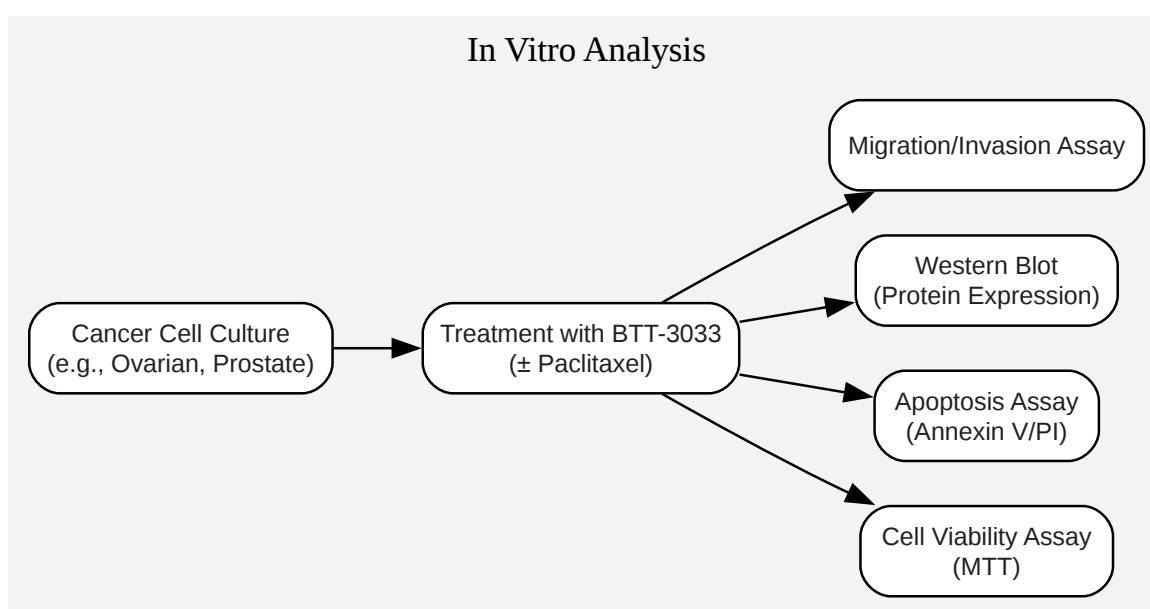 In Vitro Analysis
Cancer Cell Culture
(e.g., Ovarian, Prostate)
Treatment with BTT-3033
(± Paclitaxel)
Migration/Invasion Assay
Western Blot
(Protein Expression)
Apoptosis Assay
(Annexin V/PI)
Cell Viability Assay
(MTT)